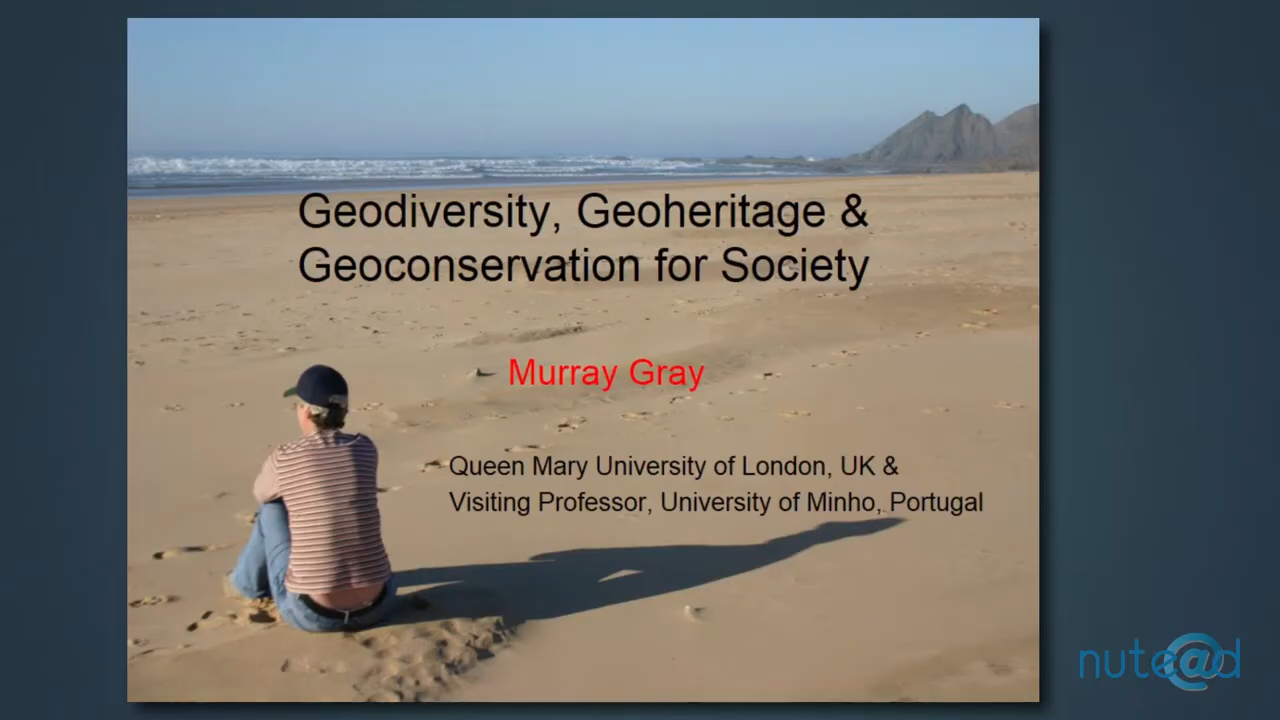 Geodiversity, Geoheritage &
Geoconservation for Society
Murray Gray
Queen Mary University of London, UK &
Visiting Professor, University of Minho, Portugal
nute@d